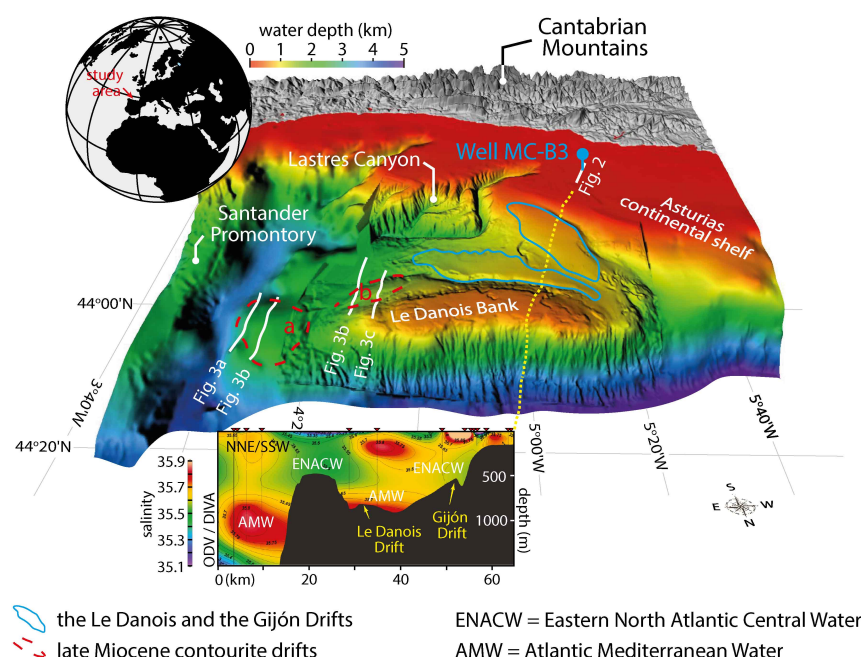 water depth (km)
0 1 2 3 4 5
Cantabrian
Mountains
study
area
Lastres Canyon
Well MC-B3
Fig. 2
Asturias
continental shelf
Santander
Promontory
44°00'N
a
b
Le Danois Bank
Fig. 3a
Fig. 3b
Fig. 3b
Fig. 3c
3°40'W
44°20'N
4°2
5°00'W
5°20'W
5°40'W
S
E W
N
NNE/SSW
ENACW
ENACW
AMW
AMW
Le Danois
Drift
Gijón
Drift
500
1000
depth (m)
35.9
35.7
35.5
35.3
35.1
salinity
ODV / DIVA
0 (km) 20 40 60
the Le Danois and the Gijón Drifts
late Miocene contourite drifts
ENACW = Eastern North Atlantic Central Water
AMW = Atlantic Mediterranean Water